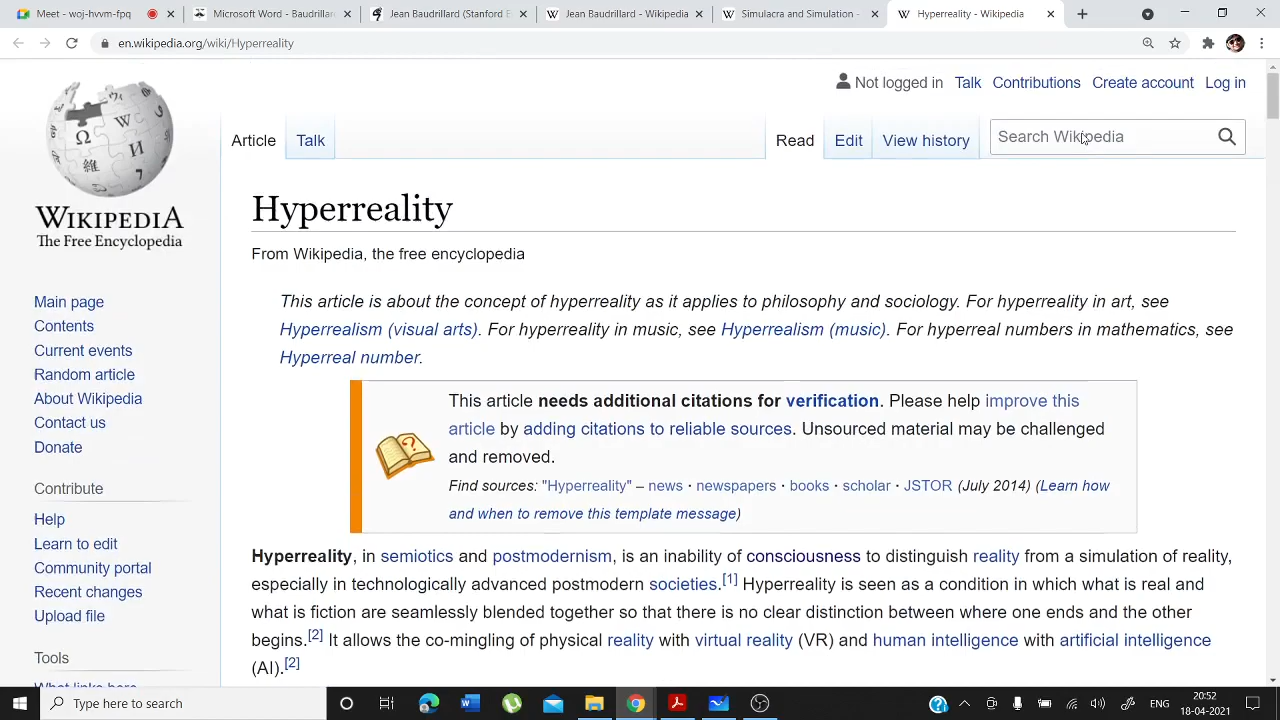 Meet - woj-hvvm-fpq
Microsoft Word - Baudrillar
Jean Baudrillard (Stanford E
Jean Baudrillard - Wikipedia
Simulacra and Simulation -
Hyperreality - Wikipedia
en.wikipedia.org/wiki/Hyperreality
Not logged in Talk Contributions Create account Log in
Article Talk Read Edit View history Search Wikipedia
WIKIPEDIA
The Free Encyclopedia
Main page
Contents
Current events
Random article
About Wikipedia
Contact us
Donate
Contribute
Help
Learn to edit
Community portal
Recent changes
Upload file
Tools
What links here
Hyperreality
From Wikipedia, the free encyclopedia
This article is about the concept of hyperreality as it applies to philosophy and sociology. For hyperreality in art, see
Hyperrealism (visual arts). For hyperreality in music, see Hyperrealism (music). For hyperreal numbers in mathematics, see
Hyperreal number.
This article needs additional citations for verification. Please help improve this
article by adding citations to reliable sources. Unsourced material may be challenged
and removed.
Find sources: "Hyperreality" – news · newspapers · books · scholar · JSTOR (July 2014) (Learn how
and when to remove this template message)
Hyperreality, in semiotics and postmodernism, is an inability of consciousness to distinguish reality from a simulation of reality,
especially in technologically advanced postmodern societies.[1] Hyperreality is seen as a condition in which what is real and
what is fiction are seamlessly blended together so that there is no clear distinction between where one ends and the other
begins.[2] It allows the co-mingling of physical reality with virtual reality (VR) and human intelligence with artificial intelligence
(AI).[2]
Type here to search
ENG
20:52
18-04-2021